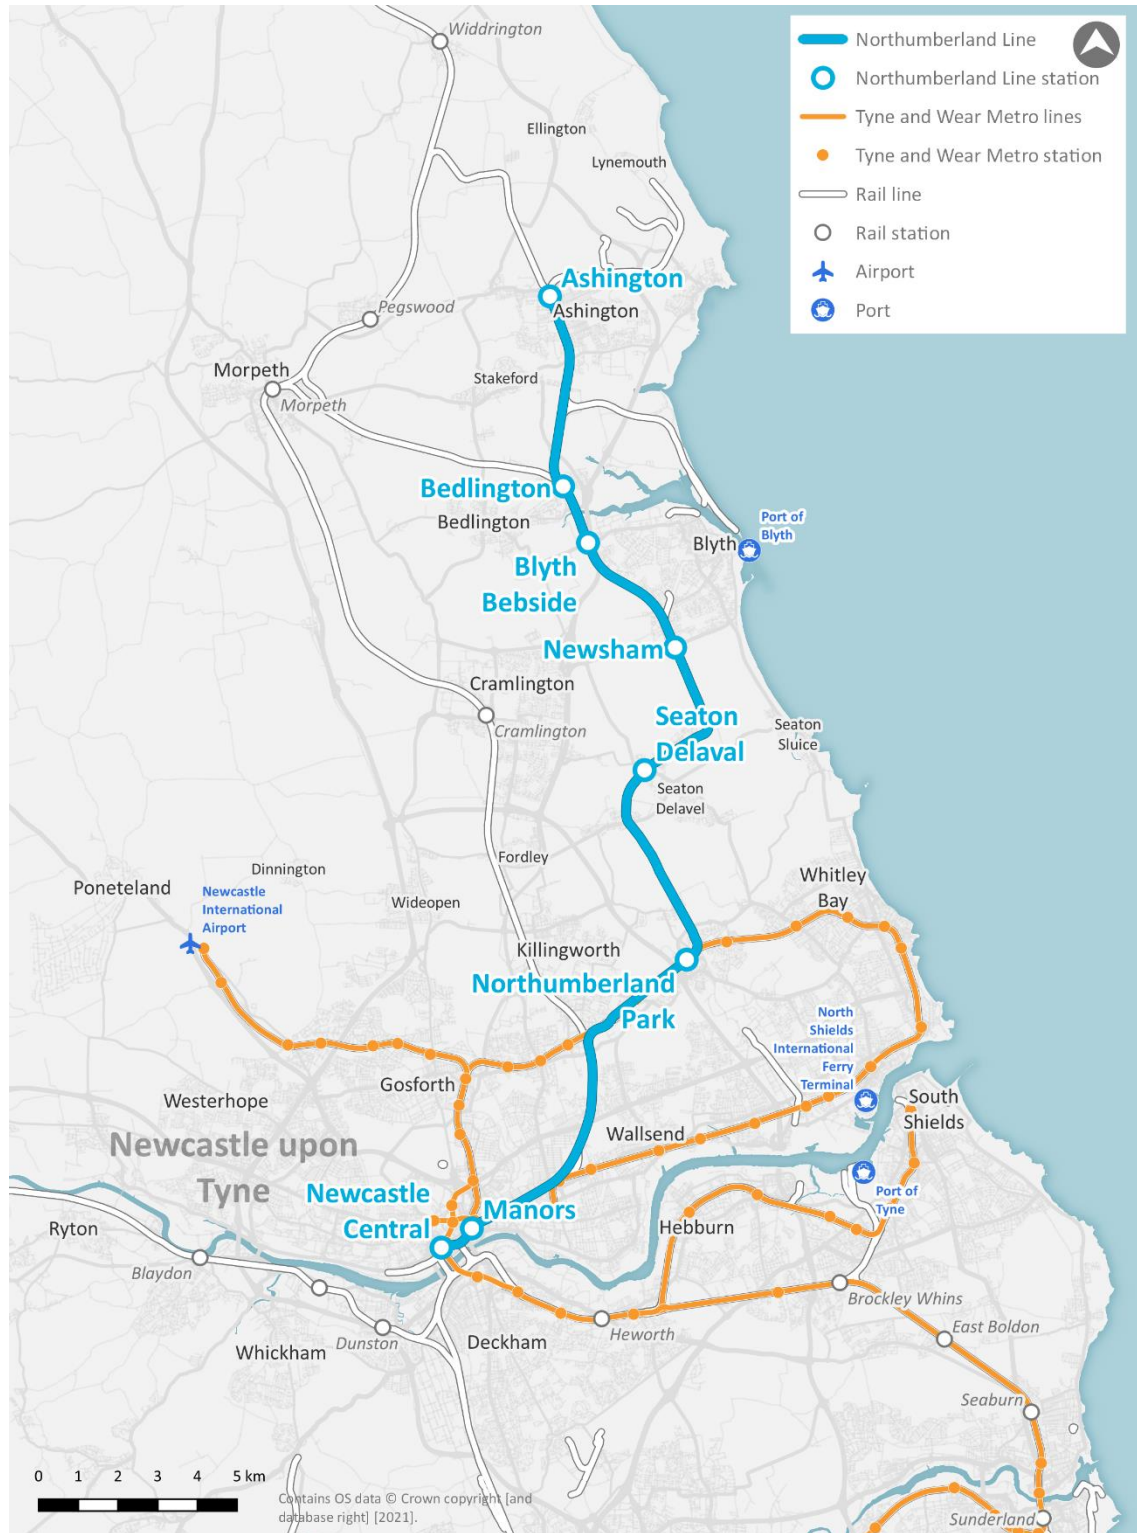 Northumberland Line
Northumberland Line station
Tyne and Wear Metro lines
Tyne and Wear Metro station
Rail line
Rail station
Airport
Port
Widdrington
Ellington
Lynemouth
Ashington
Ashington
Pegswood
Morpeth
Morpeth
Stakeford
Bedlington
Bedlington
Port of
Blyth
Blyth
Blyth
Bebside
Newsham
Cramlington
Cramlington
Seaton
Delaval
Seaton
Sluice
Seaton
Delavel
Fordley
Dinnington
Poneteland
Wideopen
Newcastle
International
Airport
Whitley
Bay
Killingworth
Northumberland
Park
North
Shields
International
Ferry
Terminal
Gosforth
Westerhope
South
Shields
Wallsend
Newcastle upon
Tyne
Newcastle
Central
Manors
Port of
Tyne
Ryton
Hebburn
Blaydon
Brockley Whins
Dunston
Whickham
Deckham
Heworth
East Boldon
Seaburn
0 1 2 3 4 5 km
Contains OS data © Crown copyright [and
database right] [2021].
Sunderland